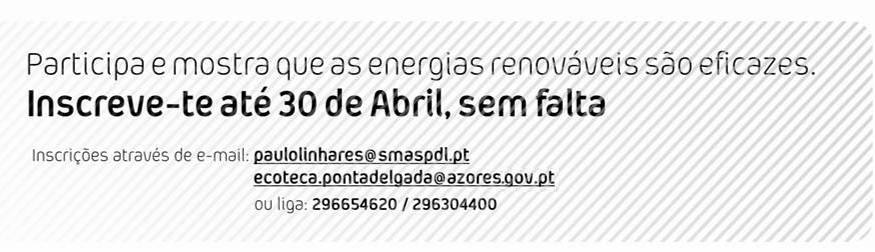 Participa e mostra que as energias renováveis são eficazes.
Inscreve-te até 30 de Abril, sem falta
Inscrições através de e-mail: paulolinhares@smaspdl.pt
ecoteca.pontadelgada@azores.gov.pt
ou liga: 296654620 / 296304400